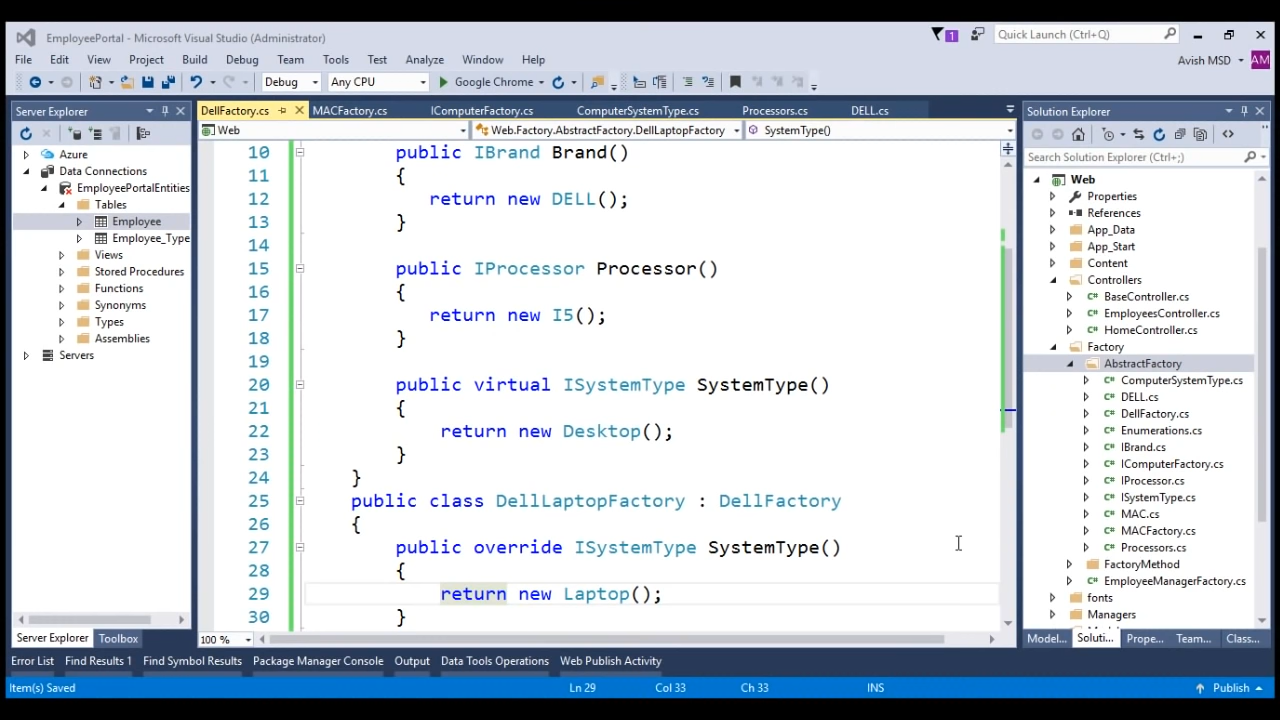 EmployeePortal - Microsoft Visual Studio (Administrator)
1
Quick Launch (Ctrl+Q)
File Edit View Project Build Debug Team Tools Test Analyze Window Help
Avish MSD AM
Debug Any CPU Google Chrome
Server Explorer
DellFactory.cs MACFactory.cs IComputerFactory.cs ComputerSystemType.cs Processors.cs DELL.cs
Solution Explorer
Web Web.Factory.AbstractFactory.DellLaptopFactory SystemType()
Search Solution Explorer (Ctrl+;)
Azure
Data Connections
EmployeePortalEntities
Tables
Employee
Employee_Type
Views
Stored Procedures
Functions
Synonyms
Types
Assemblies
Servers
10 public IBrand Brand()
11 {
12 return new DELL();
13 }
14
15 public IProcessor Processor()
16 {
17 return new I5();
18 }
19
20 public virtual ISystemType SystemType()
21 {
22 return new Desktop();
23 }
24 }
25 public class DellLaptopFactory : DellFactory
26 {
27 public override ISystemType SystemType()
28 {
29 return new Laptop();
30 }
Web
Properties
References
App_Data
App_Start
Content
Controllers
C# BaseController.cs
C# EmployeesController.cs
C# HomeController.cs
Factory
AbstractFactory
C# ComputerSystemType.cs
C# DELL.cs
C# DellFactory.cs
C# Enumerations.cs
C# IBrand.cs
C# IComputerFactory.cs
C# IProcessor.cs
C# ISystemType.cs
C# MAC.cs
C# MACFactory.cs
C# Processors.cs
FactoryMethod
C# EmployeeManagerFactory.cs
fonts
Managers
Server Explorer Toolbox
100 %
Model... Soluti... Prope... Team... Class...
Error List Find Results 1 Find Symbol Results Package Manager Console Output Data Tools Operations Web Publish Activity
Item(s) Saved Ln 29 Col 33 Ch 33 INS Publish